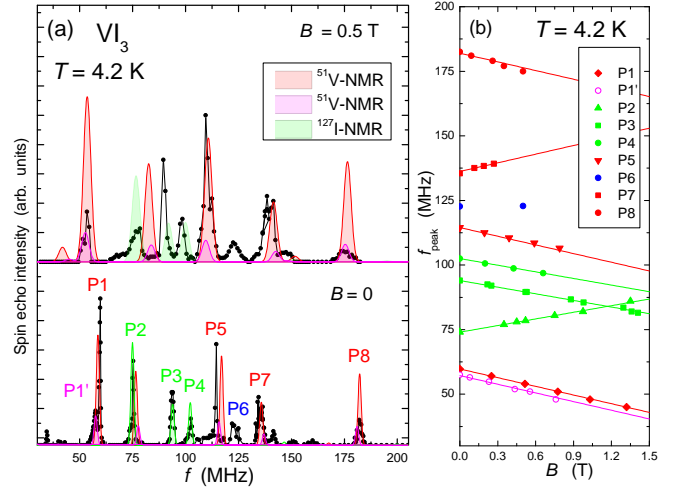 (a) VI₃ B = 0.5 T
T = 4.2 K
⁵¹V-NMR
⁵¹V-NMR
¹²⁷I-NMR
B = 0
P1
P1'
P2
P3
P4
P5
P6
P7
P8
50 75 100 125 150 175 200
f (MHz)
Spin echo intensity (arb. units)
(b) T = 4.2 K
P1
P1'
P2
P3
P4
P5
P6
P7
P8
200
175
150
125
100
75
50
25
0.0 0.5 1.0 1.5
B (T)
f_peak (MHz)